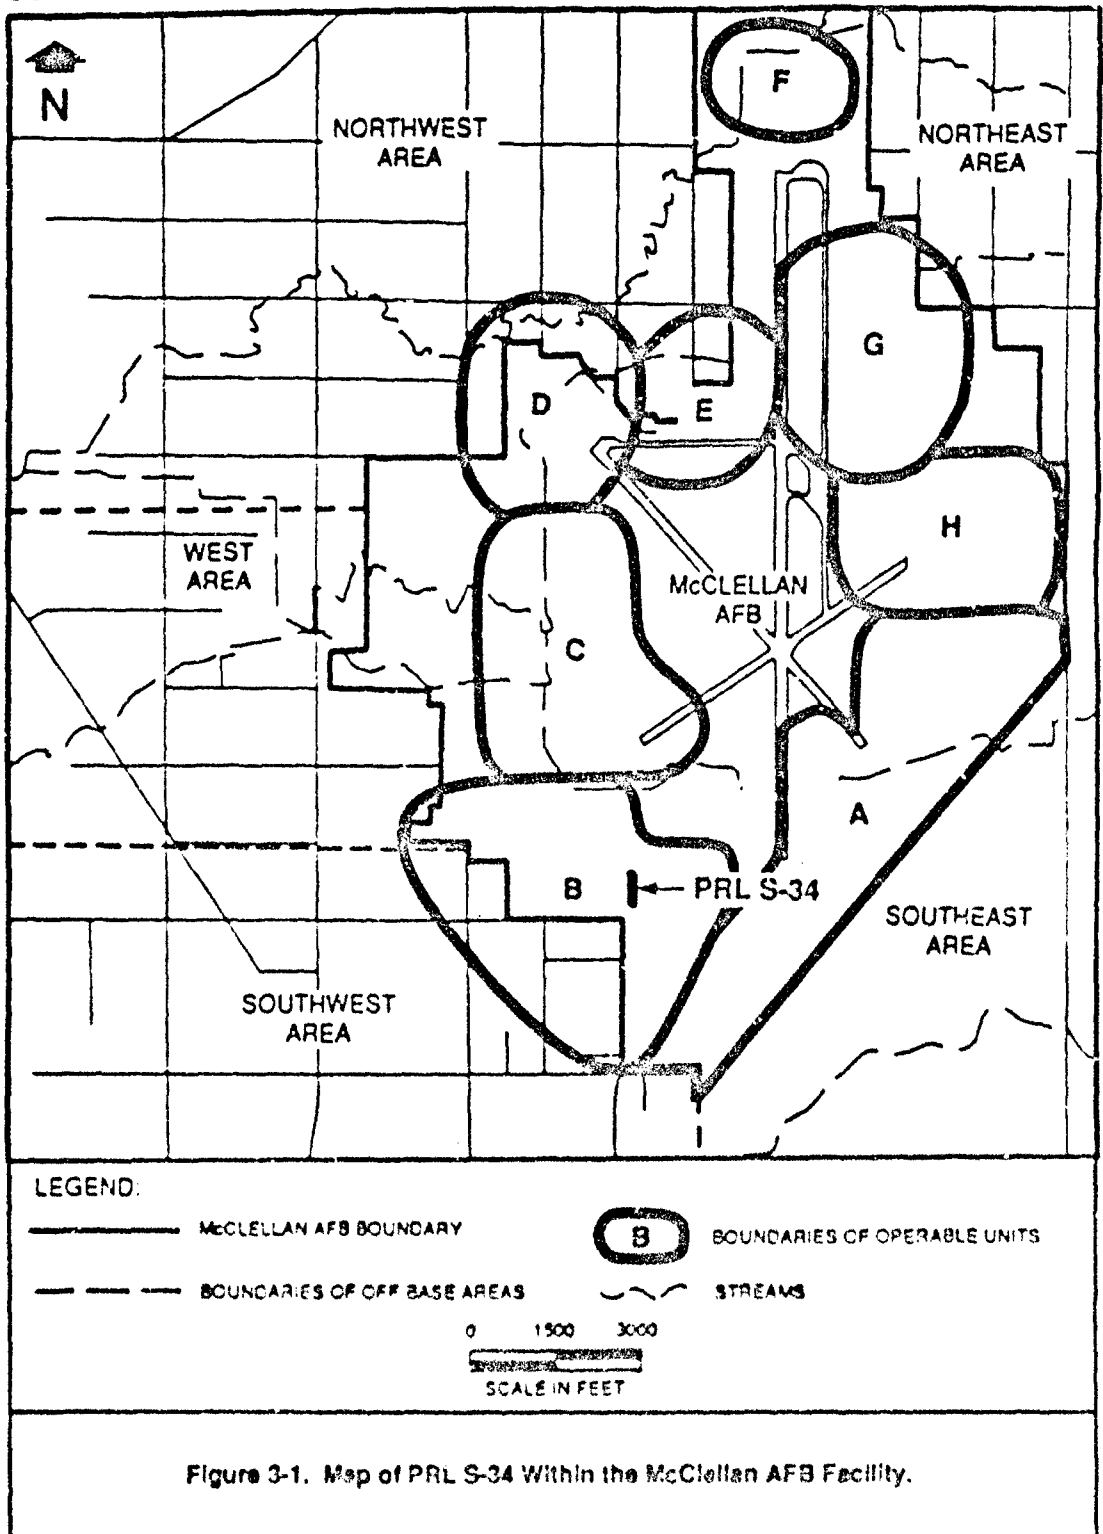 N
F
NORTHWEST
AREA
NORTHEAST
AREA
G
D
E
H
WEST
AREA
McCLELLAN
AFB
C
A
B
PRL S-34
SOUTHEAST
AREA
SOUTHWEST
AREA
LEGEND:
McCLELLAN AFB BOUNDARY
B
BOUNDARIES OF OPERABLE UNITS
BOUNDARIES OF OFF BASE AREAS
STREAMS
0 1500 3000
SCALE IN FEET
Figure 3-1. Map of PRL S-34 Within the McClellan AFB Facility.